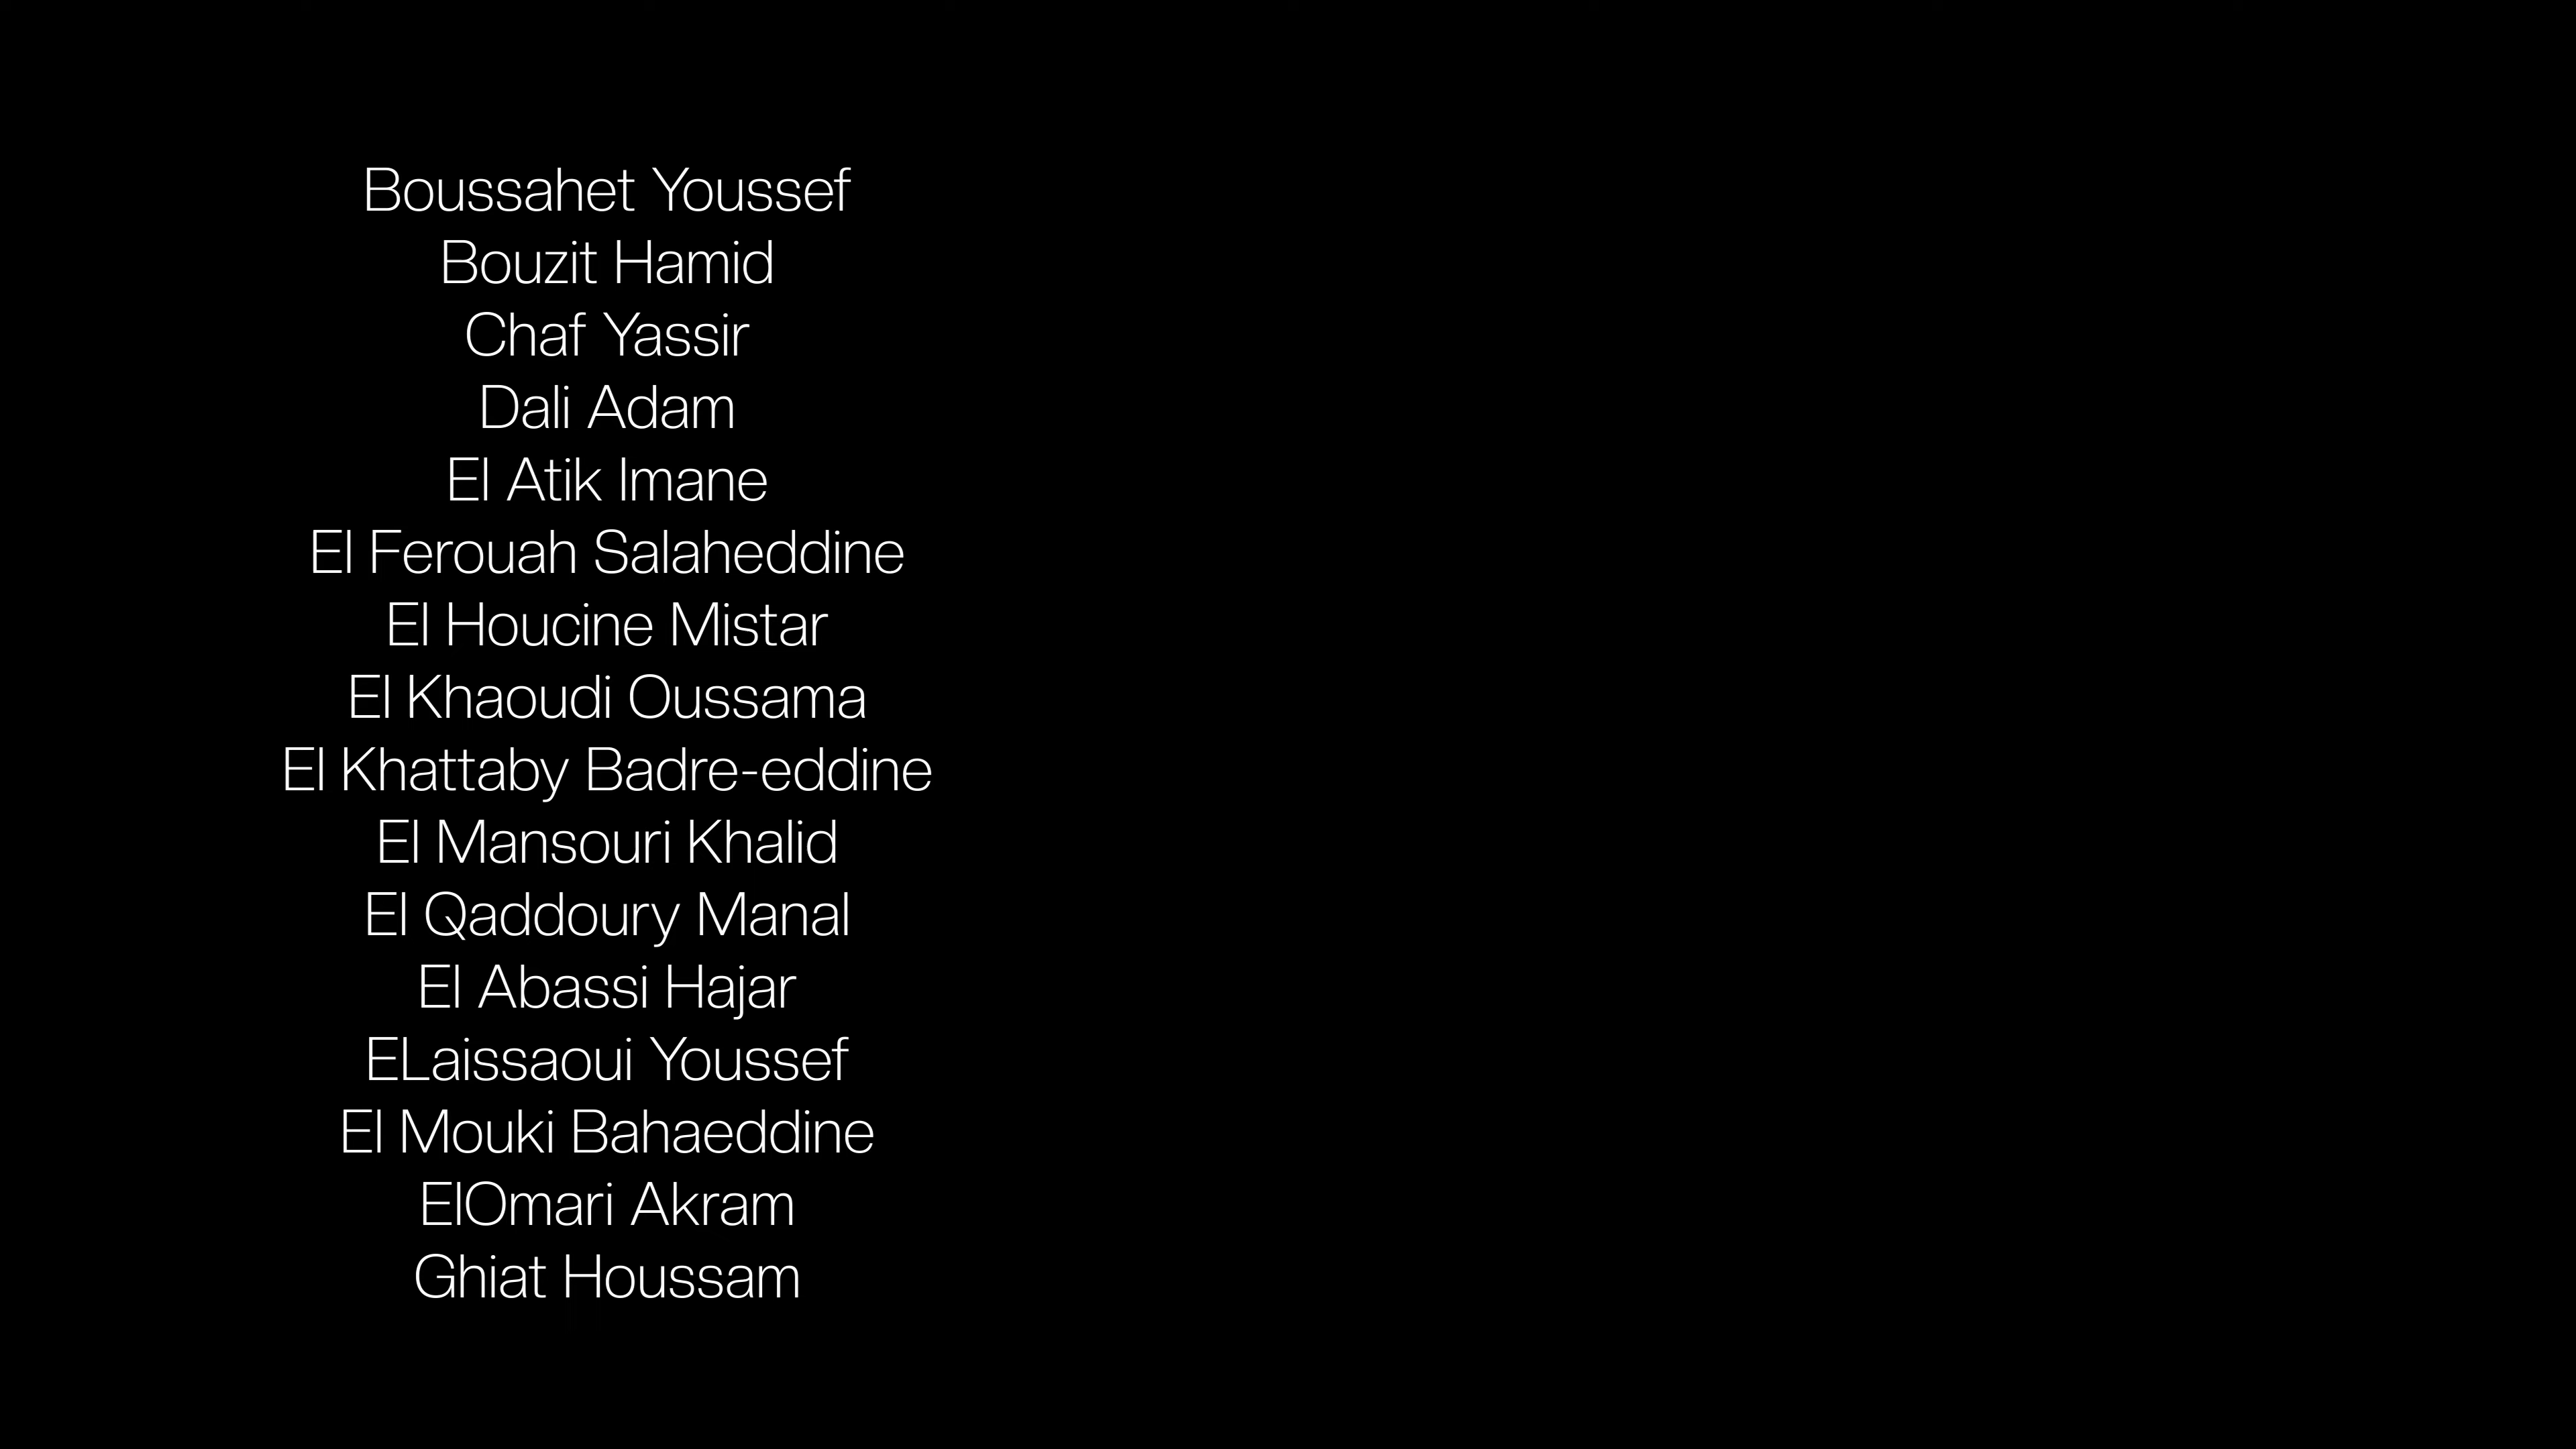 Boussahet Youssef
Bouzit Hamid
Chaf Yassir
Dali Adam
El Atik Imane
El Ferouah Salaheddine
El Houcine Mistar
El Khaoudi Oussama
El Khattaby Badre-eddine
El Mansouri Khalid
El Qaddoury Manal
El Abassi Hajar
ELaissaoui Youssef
El Mouki Bahaeddine
ElOmari Akram
Ghiat Houssam